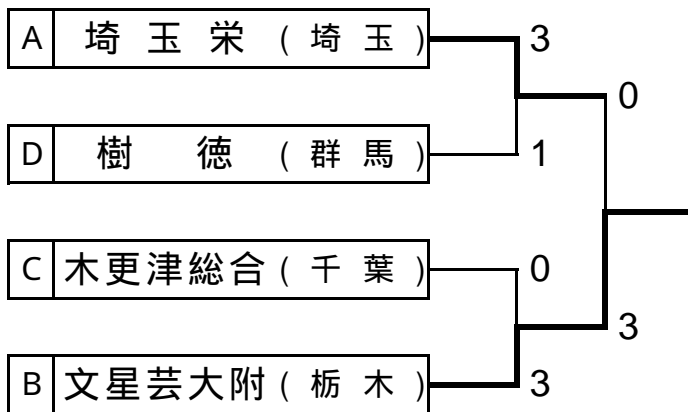 A 埼玉栄 (埼玉) 3
0
D 樹徳 (群馬) 1
C 木更津総合 (千葉) 0
3
B 文星芸大附 (栃木) 3